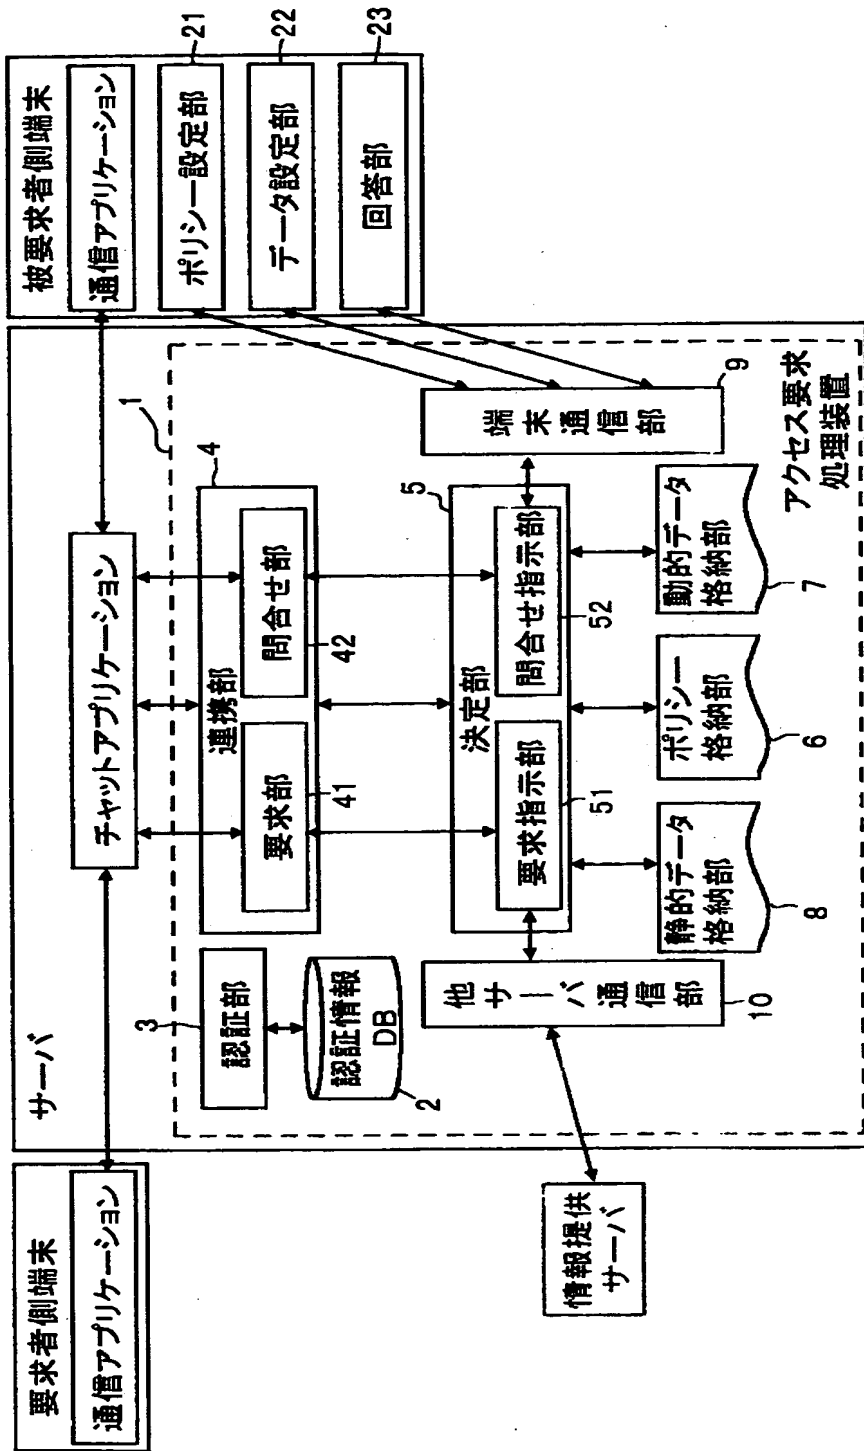 要求者側端末
通信アプリケーション
サーバ
チャットアプリケーション
被要求者側端末
通信アプリケーション
ポリシー設定部
21
データ設定部
22
回答部
23
1
3
認証部
認証情報
DB
2
4
連携部
要求部
41
問合せ部
42
5
決定部
要求指示部
51
問合せ指示部
52
端末通信部
9
他サーバ通信部
10
静的データ
格納部
8
ポリシー
格納部
6
動的データ
格納部
7
アクセス要求
処理装置
情報提供
サーバ